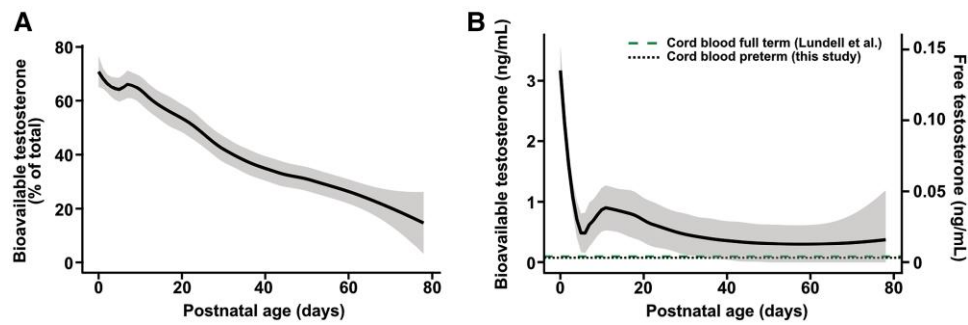 A
Bioavailable testosterone
(% of total)
80
60
40
20
0
0 20 40 60 80
Postnatal age (days)
B
Bioavailable testosterone (ng/mL)
3
2
1
0
Cord blood full term (Lundell et al.)
Cord blood preterm (this study)
0.15
0.10
0.05
0
Free testosterone (ng/mL)
0 20 40 60 80
Postnatal age (days)